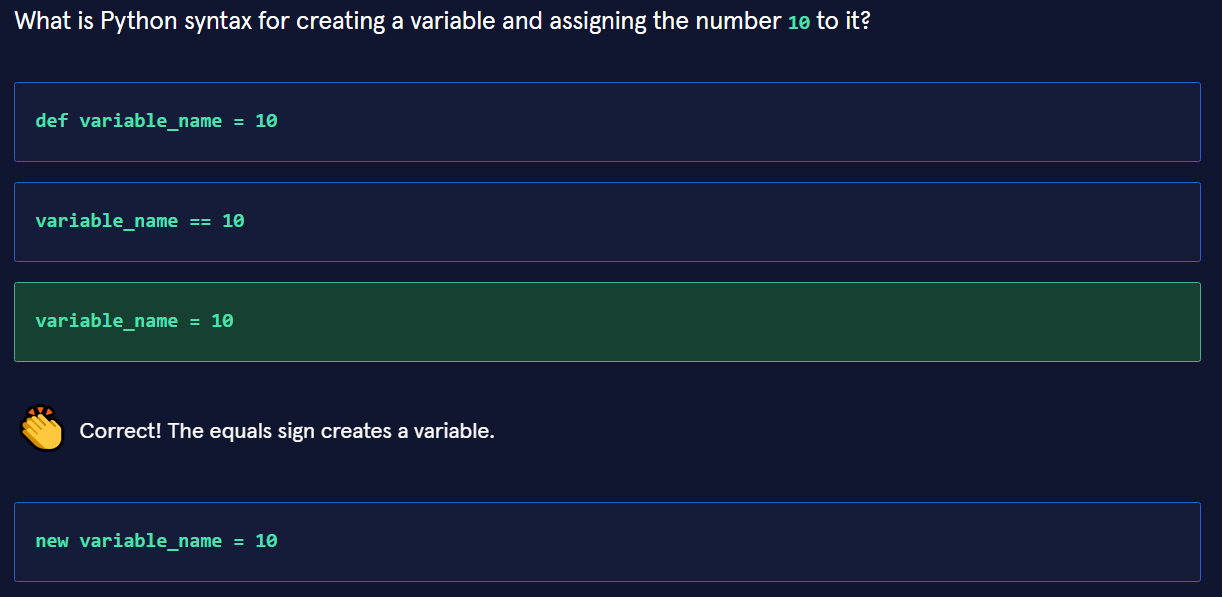 What is Python syntax for creating a variable and assigning the number 10 to it?
def variable_name = 10
variable_name == 10
variable_name = 10
Correct! The equals sign creates a variable.
new variable_name = 10